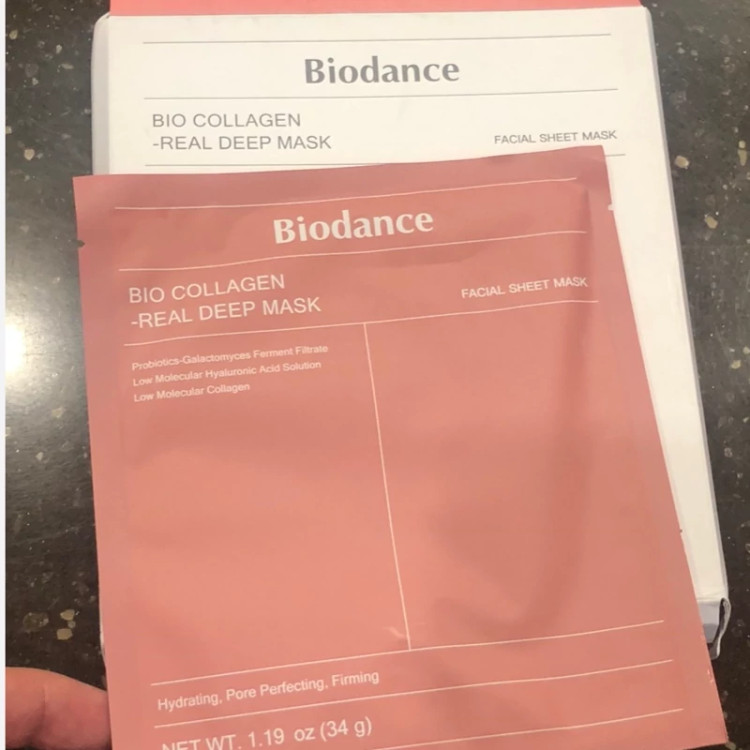 Biodance
BIO COLLAGEN
-REAL DEEP MASK
FACIAL SHEET MASK
Biodance
BIO COLLAGEN
-REAL DEEP MASK
FACIAL SHEET MASK
Probiotics-Galactomyces Ferment Filtrate
Low Molecular Hyaluronic Acid Solution
Low Molecular Collagen
Hydrating, Pore Perfecting, Firming
NET WT. 1.19 oz (34 g)